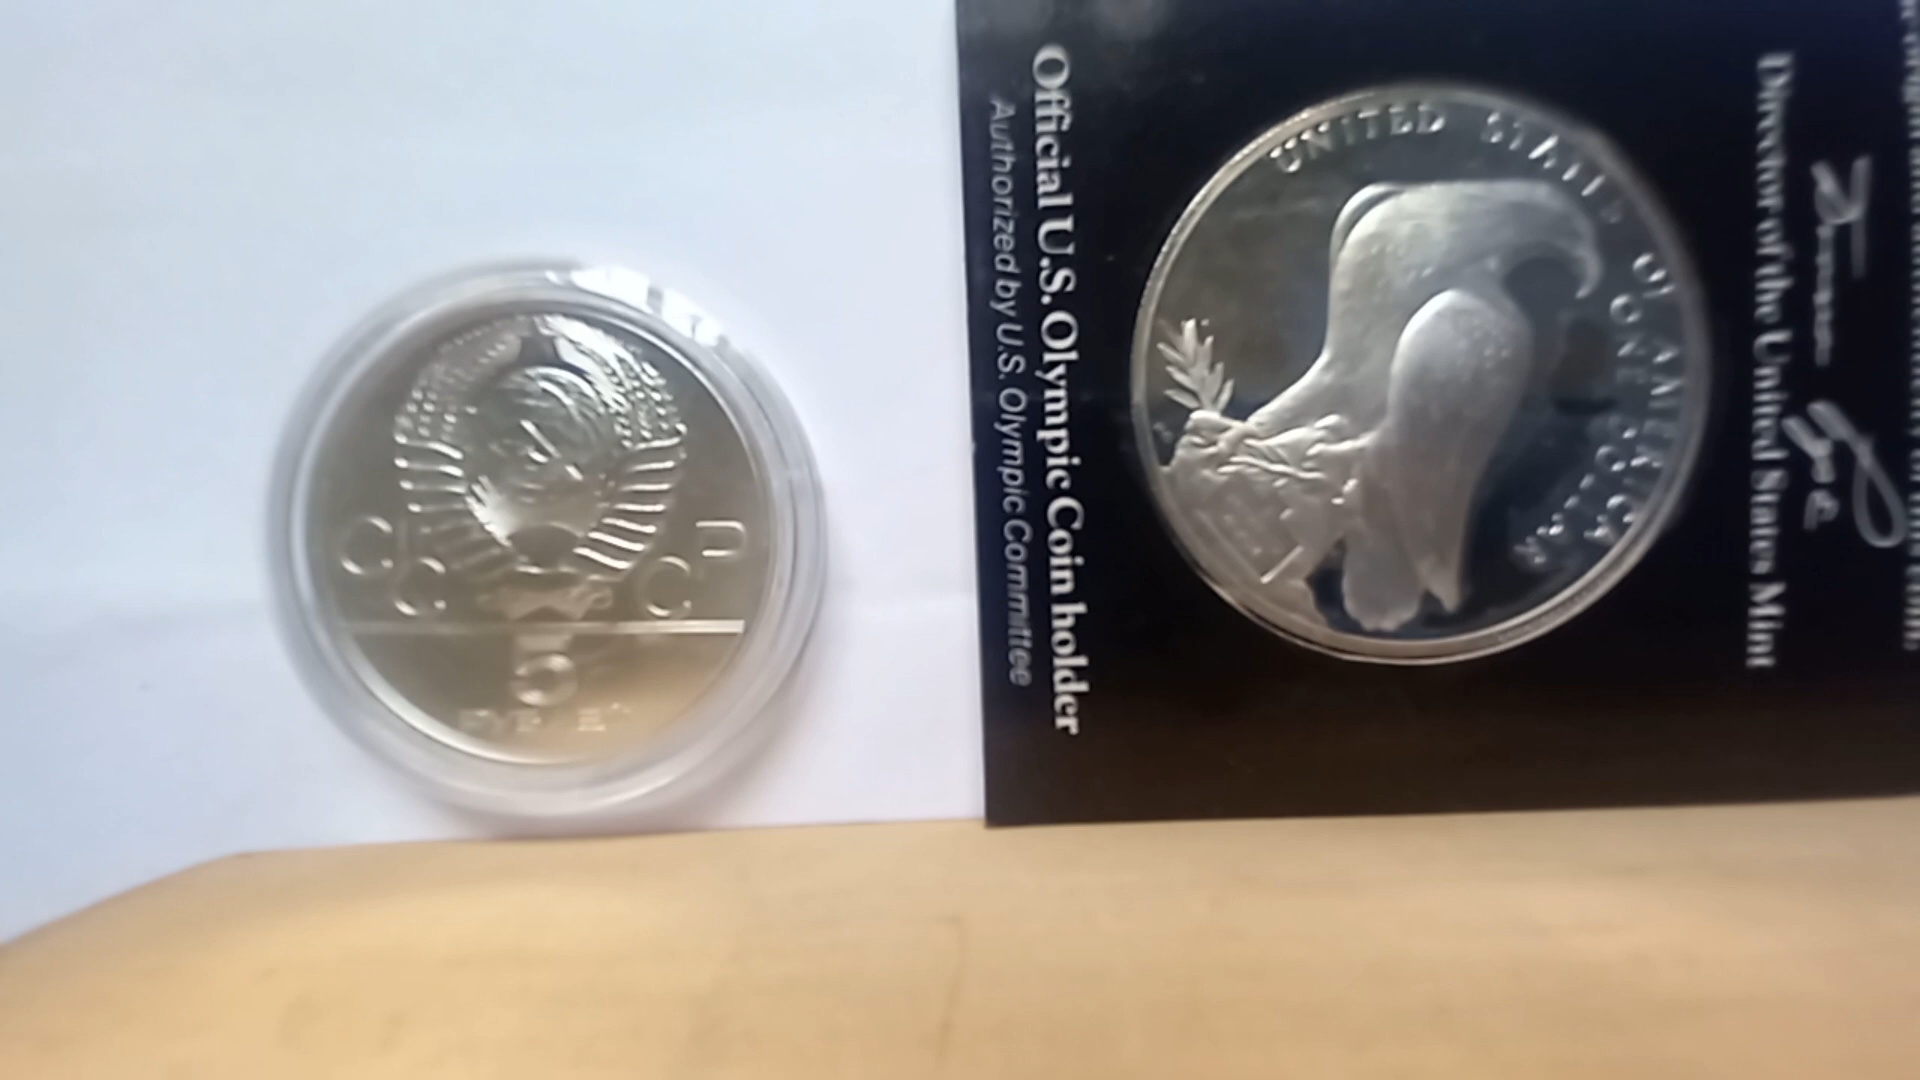 СССР
5
Official U.S. Olympic Coin holder
Authorized by U.S. Olympic Committee
UNITED STATES OF AMERICA
ONE DOLLAR
Director of the United States Mint